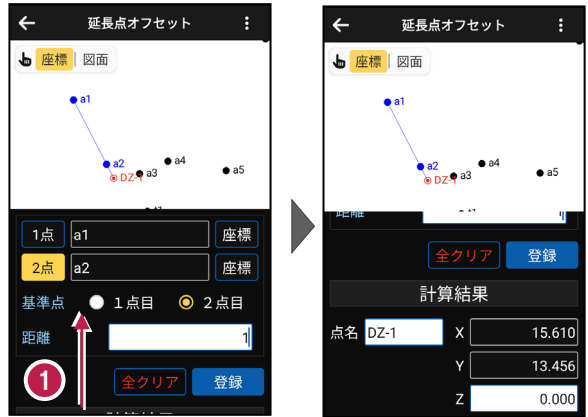 延長点オフセット
座標 図面
a1
a2
DZ-1
a3
a4
a5
1点 a1 座標
2点 a2 座標
基準点 1点目 2点目
距離 1
1
全クリア 登録
延長点オフセット
座標 図面
a1
a2
DZ-1
a3
a4
a5
距離 1
全クリア 登録
計算結果
点名 DZ-1 X 15.610
Y 13.456
Z 0.000